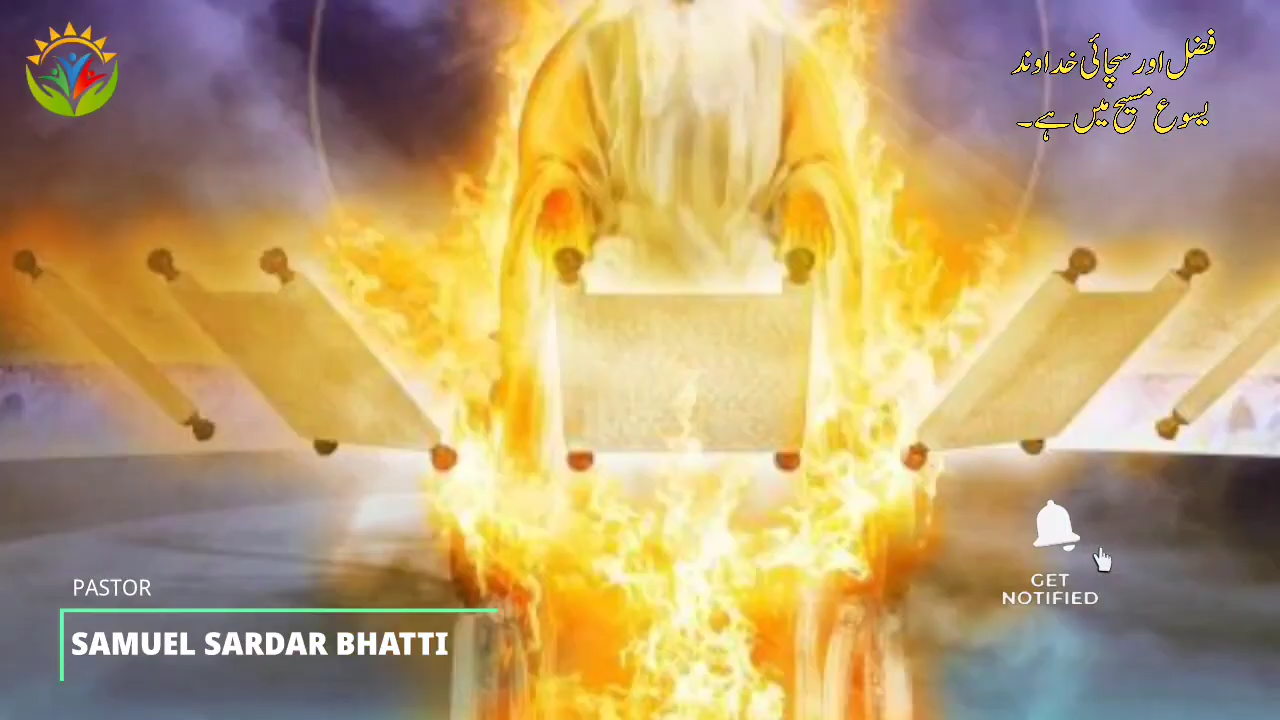 فضل اور سچائی خداوند
یسوع مسیح میں ہے۔
GET
NOTIFIED
PASTOR
SAMUEL SARDAR BHATTI